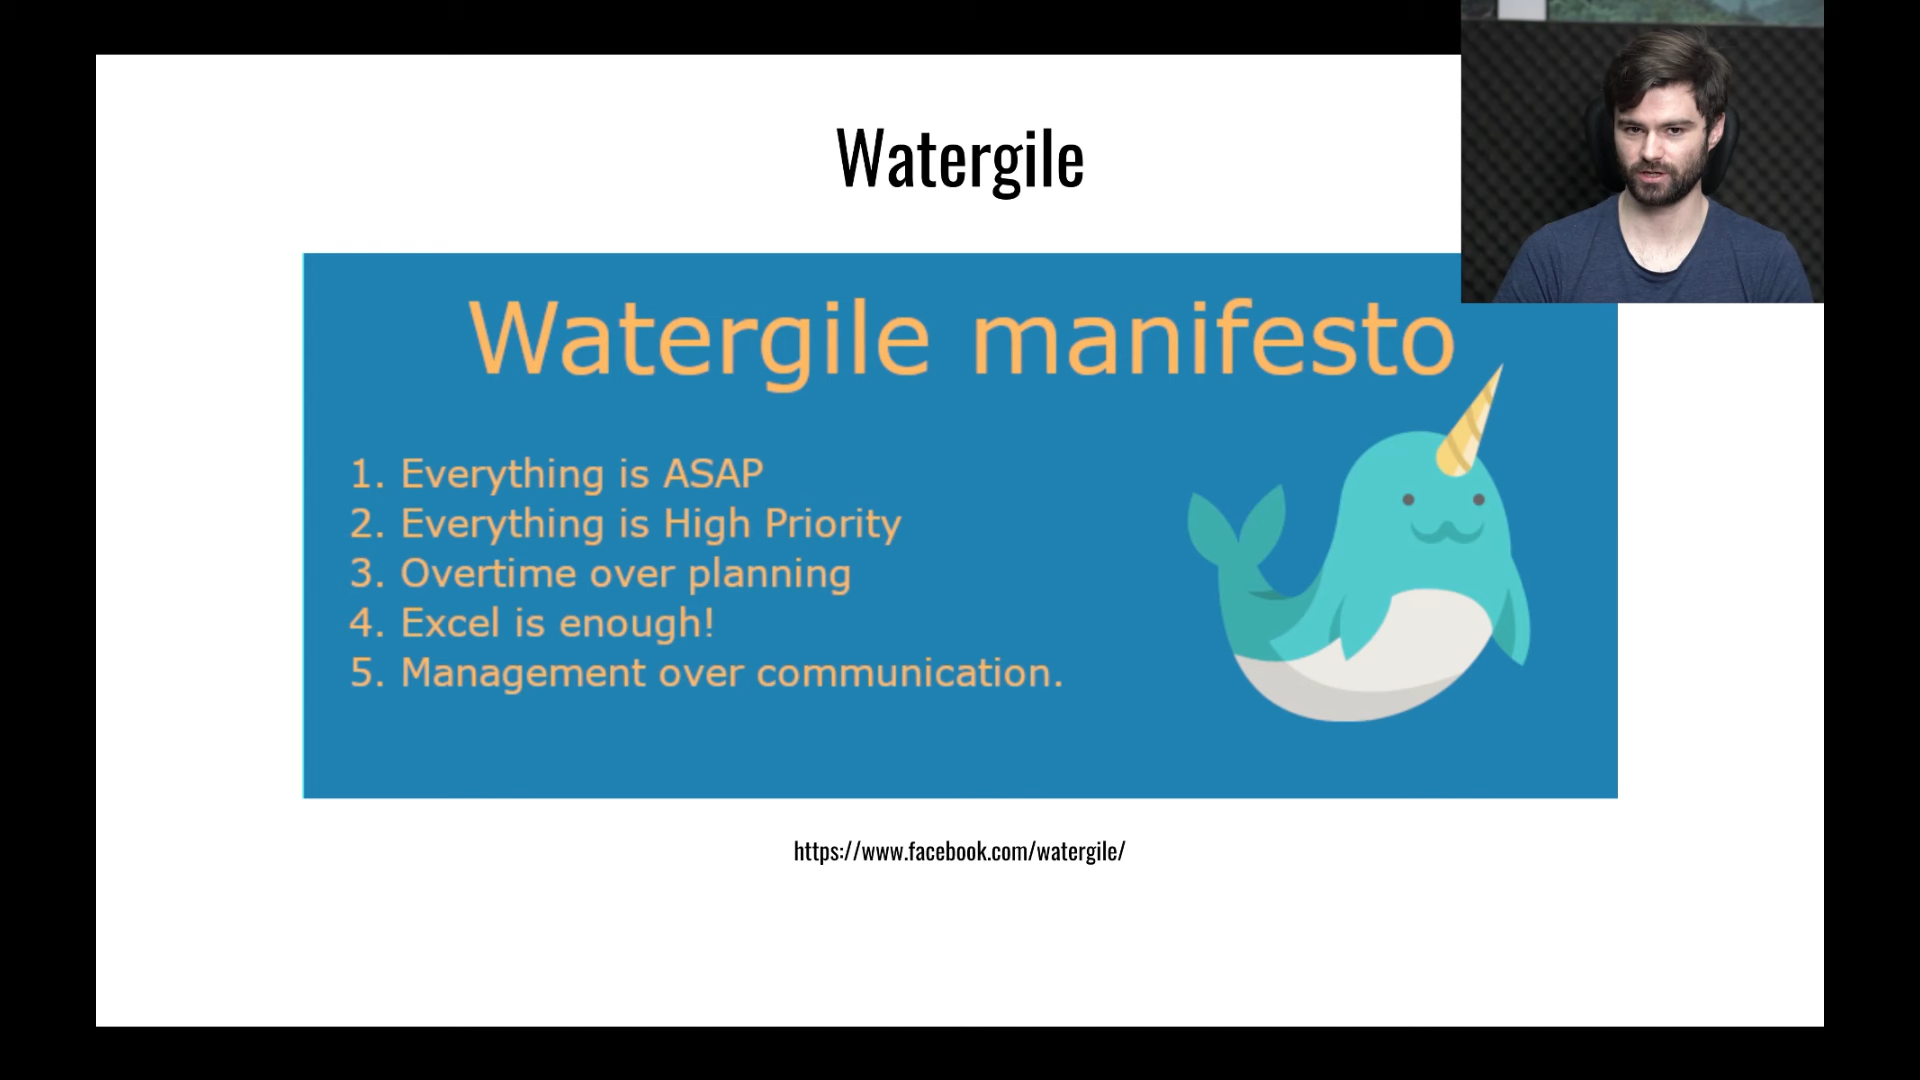 Watergile
Watergile manifesto
1. Everything is ASAP
2. Everything is High Priority
3. Overtime over planning
4. Excel is enough!
5. Management over communication.
https://www.facebook.com/watergile/